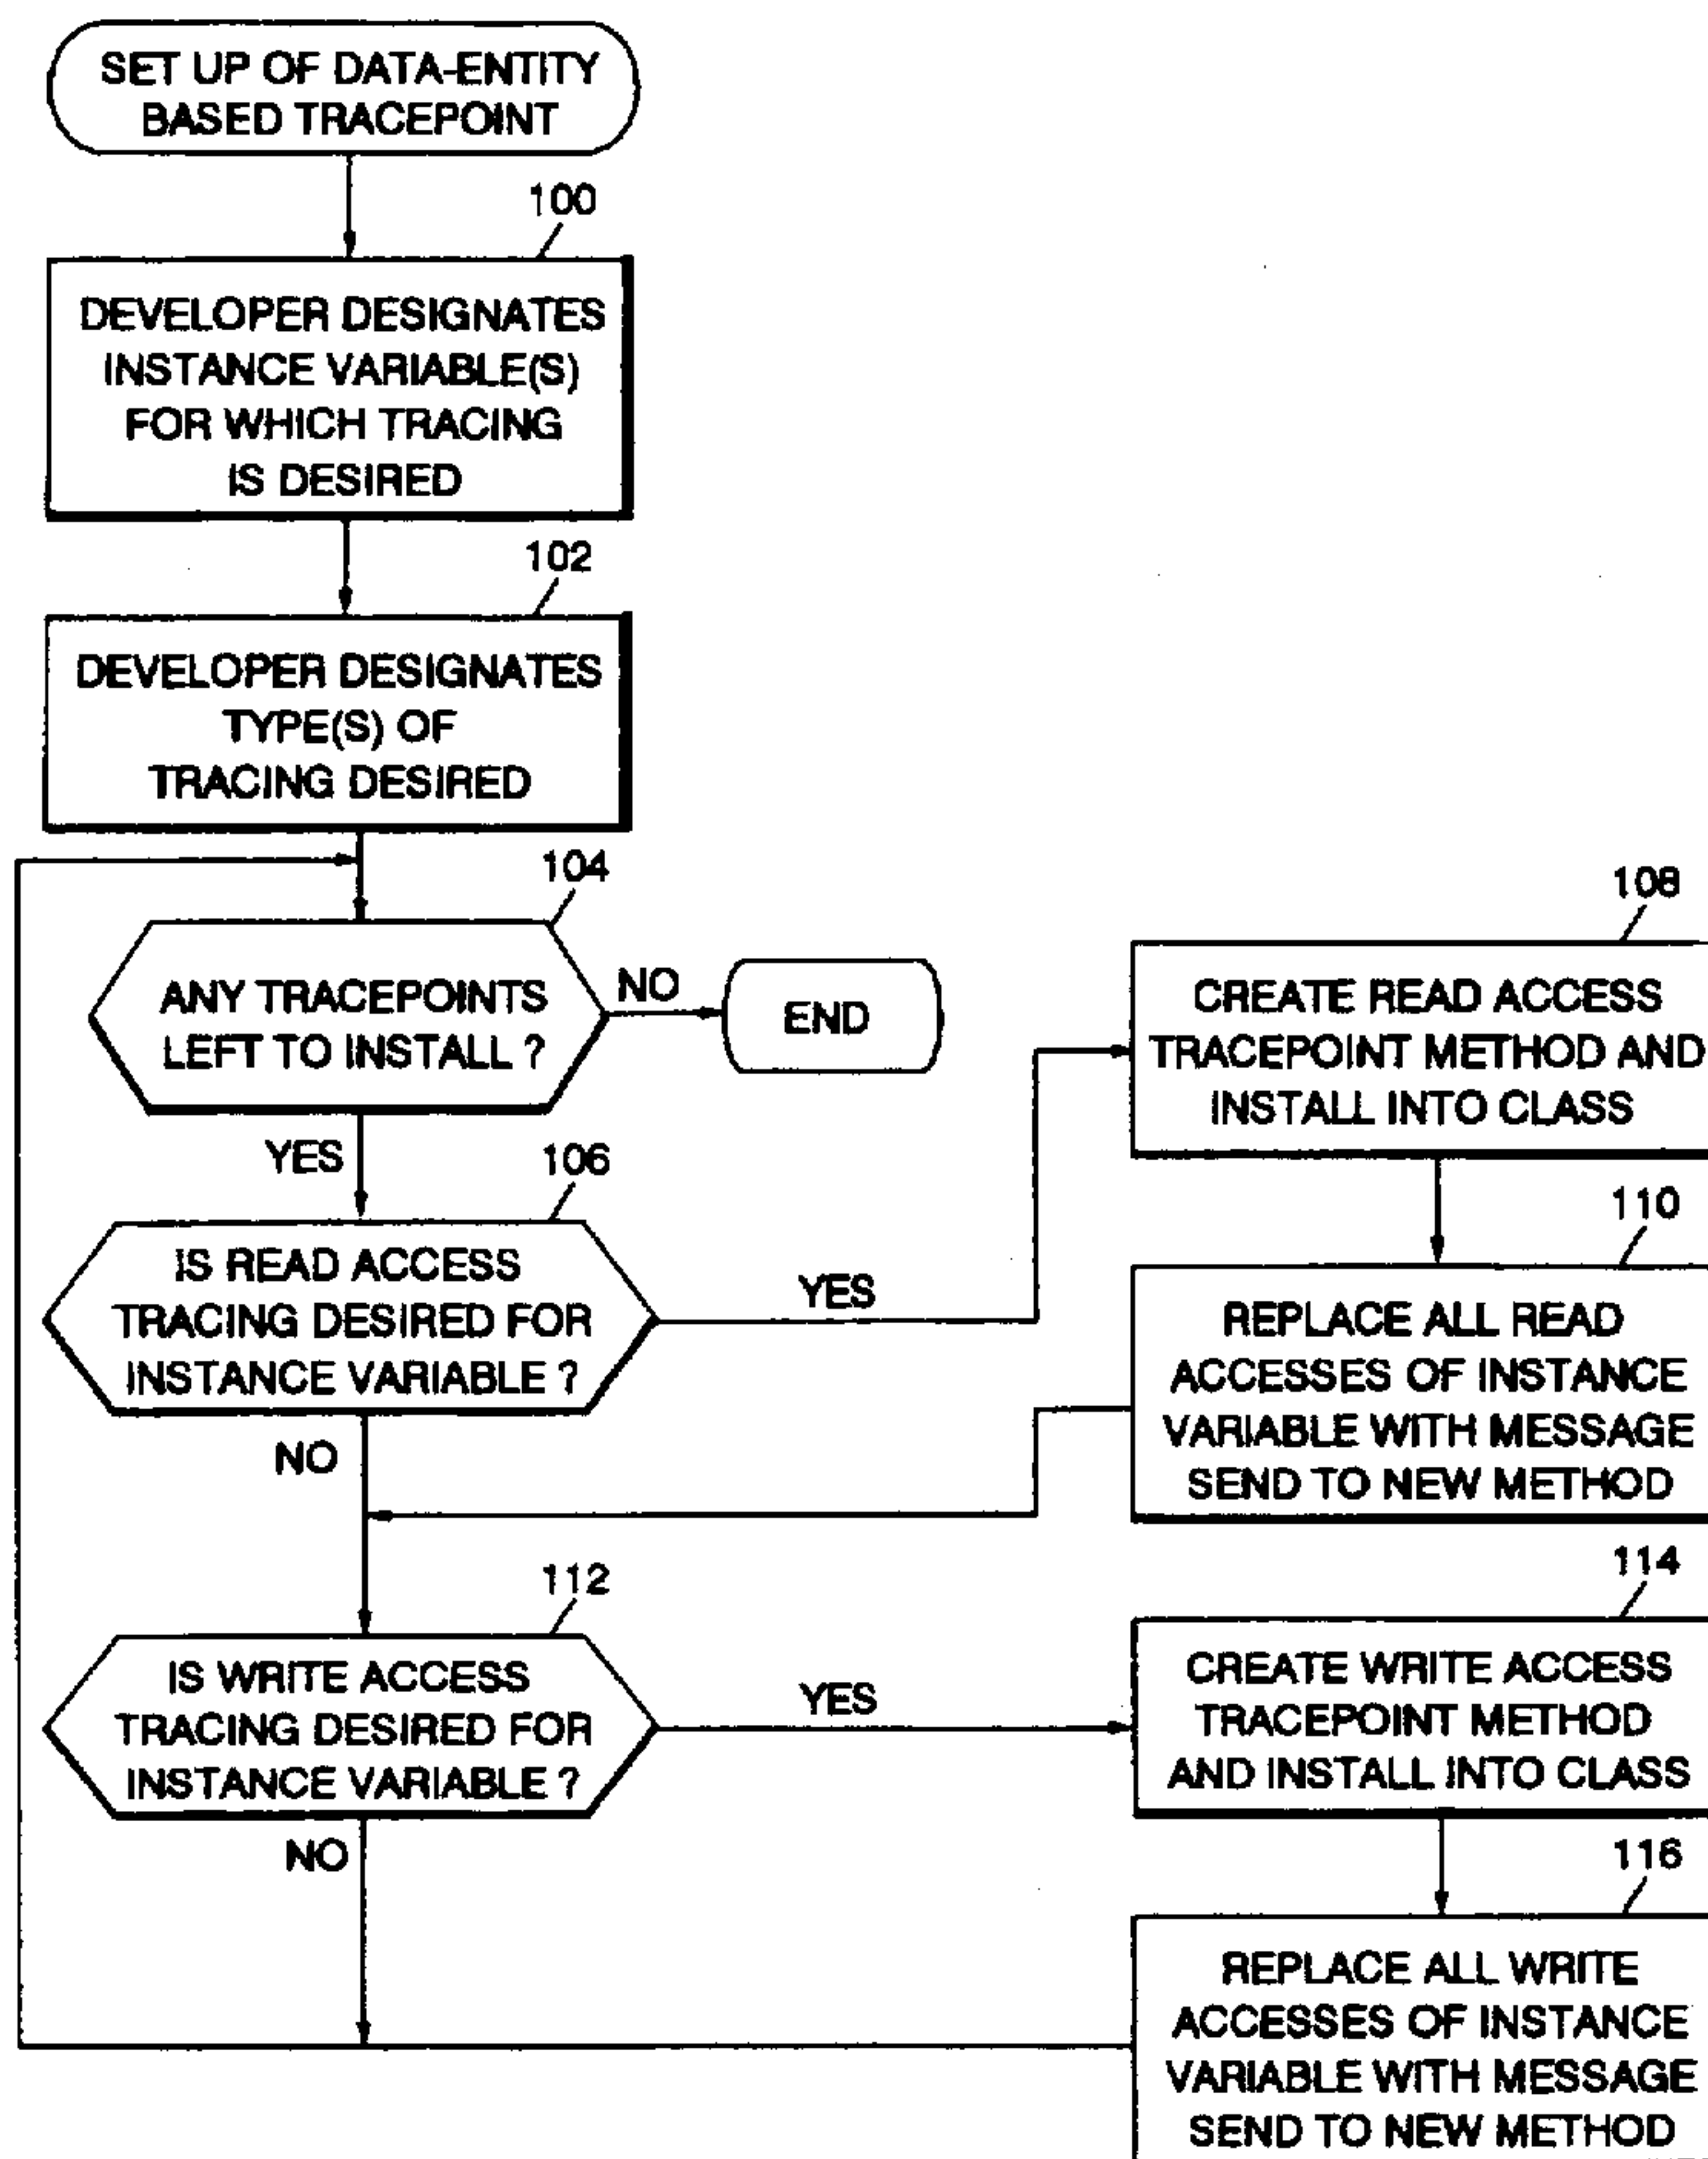 SET UP OF DATA-ENTITY
BASED TRACEPOINT
100
DEVELOPER DESIGNATES
INSTANCE VARIABLE(S)
FOR WHICH TRACING
IS DESIRED
102
DEVELOPER DESIGNATES
TYPE(S) OF
TRACING DESIRED
104
ANY TRACEPOINTS
LEFT TO INSTALL ?
NO
END
YES
106
IS READ ACCESS
TRACING DESIRED FOR
INSTANCE VARIABLE ?
YES
NO
108
CREATE READ ACCESS
TRACEPOINT METHOD AND
INSTALL INTO CLASS
110
REPLACE ALL READ
ACCESSES OF INSTANCE
VARIABLE WITH MESSAGE
SEND TO NEW METHOD
112
IS WRITE ACCESS
TRACING DESIRED FOR
INSTANCE VARIABLE ?
YES
NO
114
CREATE WRITE ACCESS
TRACEPOINT METHOD
AND INSTALL INTO CLASS
116
REPLACE ALL WRITE
ACCESSES OF INSTANCE
VARIABLE WITH MESSAGE
SEND TO NEW METHOD